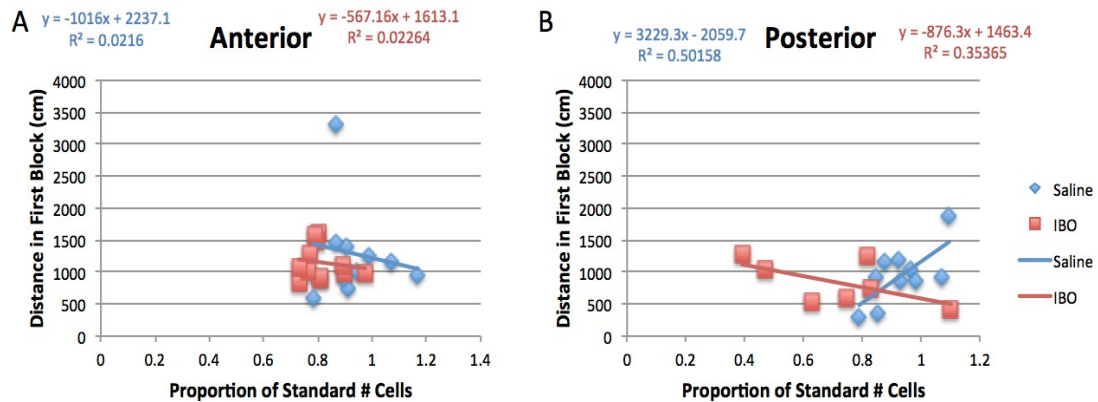 A
y = -1016x + 2237.1
R² = 0.0216
Anterior
y = -567.16x + 1613.1
R² = 0.02264
Distance in First Block (cm)
4000
3500
3000
2500
2000
1500
1000
500
0
0 0.2 0.4 0.6 0.8 1 1.2 1.4
Proportion of Standard # Cells
B
y = 3229.3x - 2059.7
R² = 0.50158
Posterior
y = -876.3x + 1463.4
R² = 0.35365
Distance in First Block (cm)
4000
3500
3000
2500
2000
1500
1000
500
0
0 0.2 0.4 0.6 0.8 1 1.2
Proportion of Standard # Cells
Saline
IBO
Saline
IBO